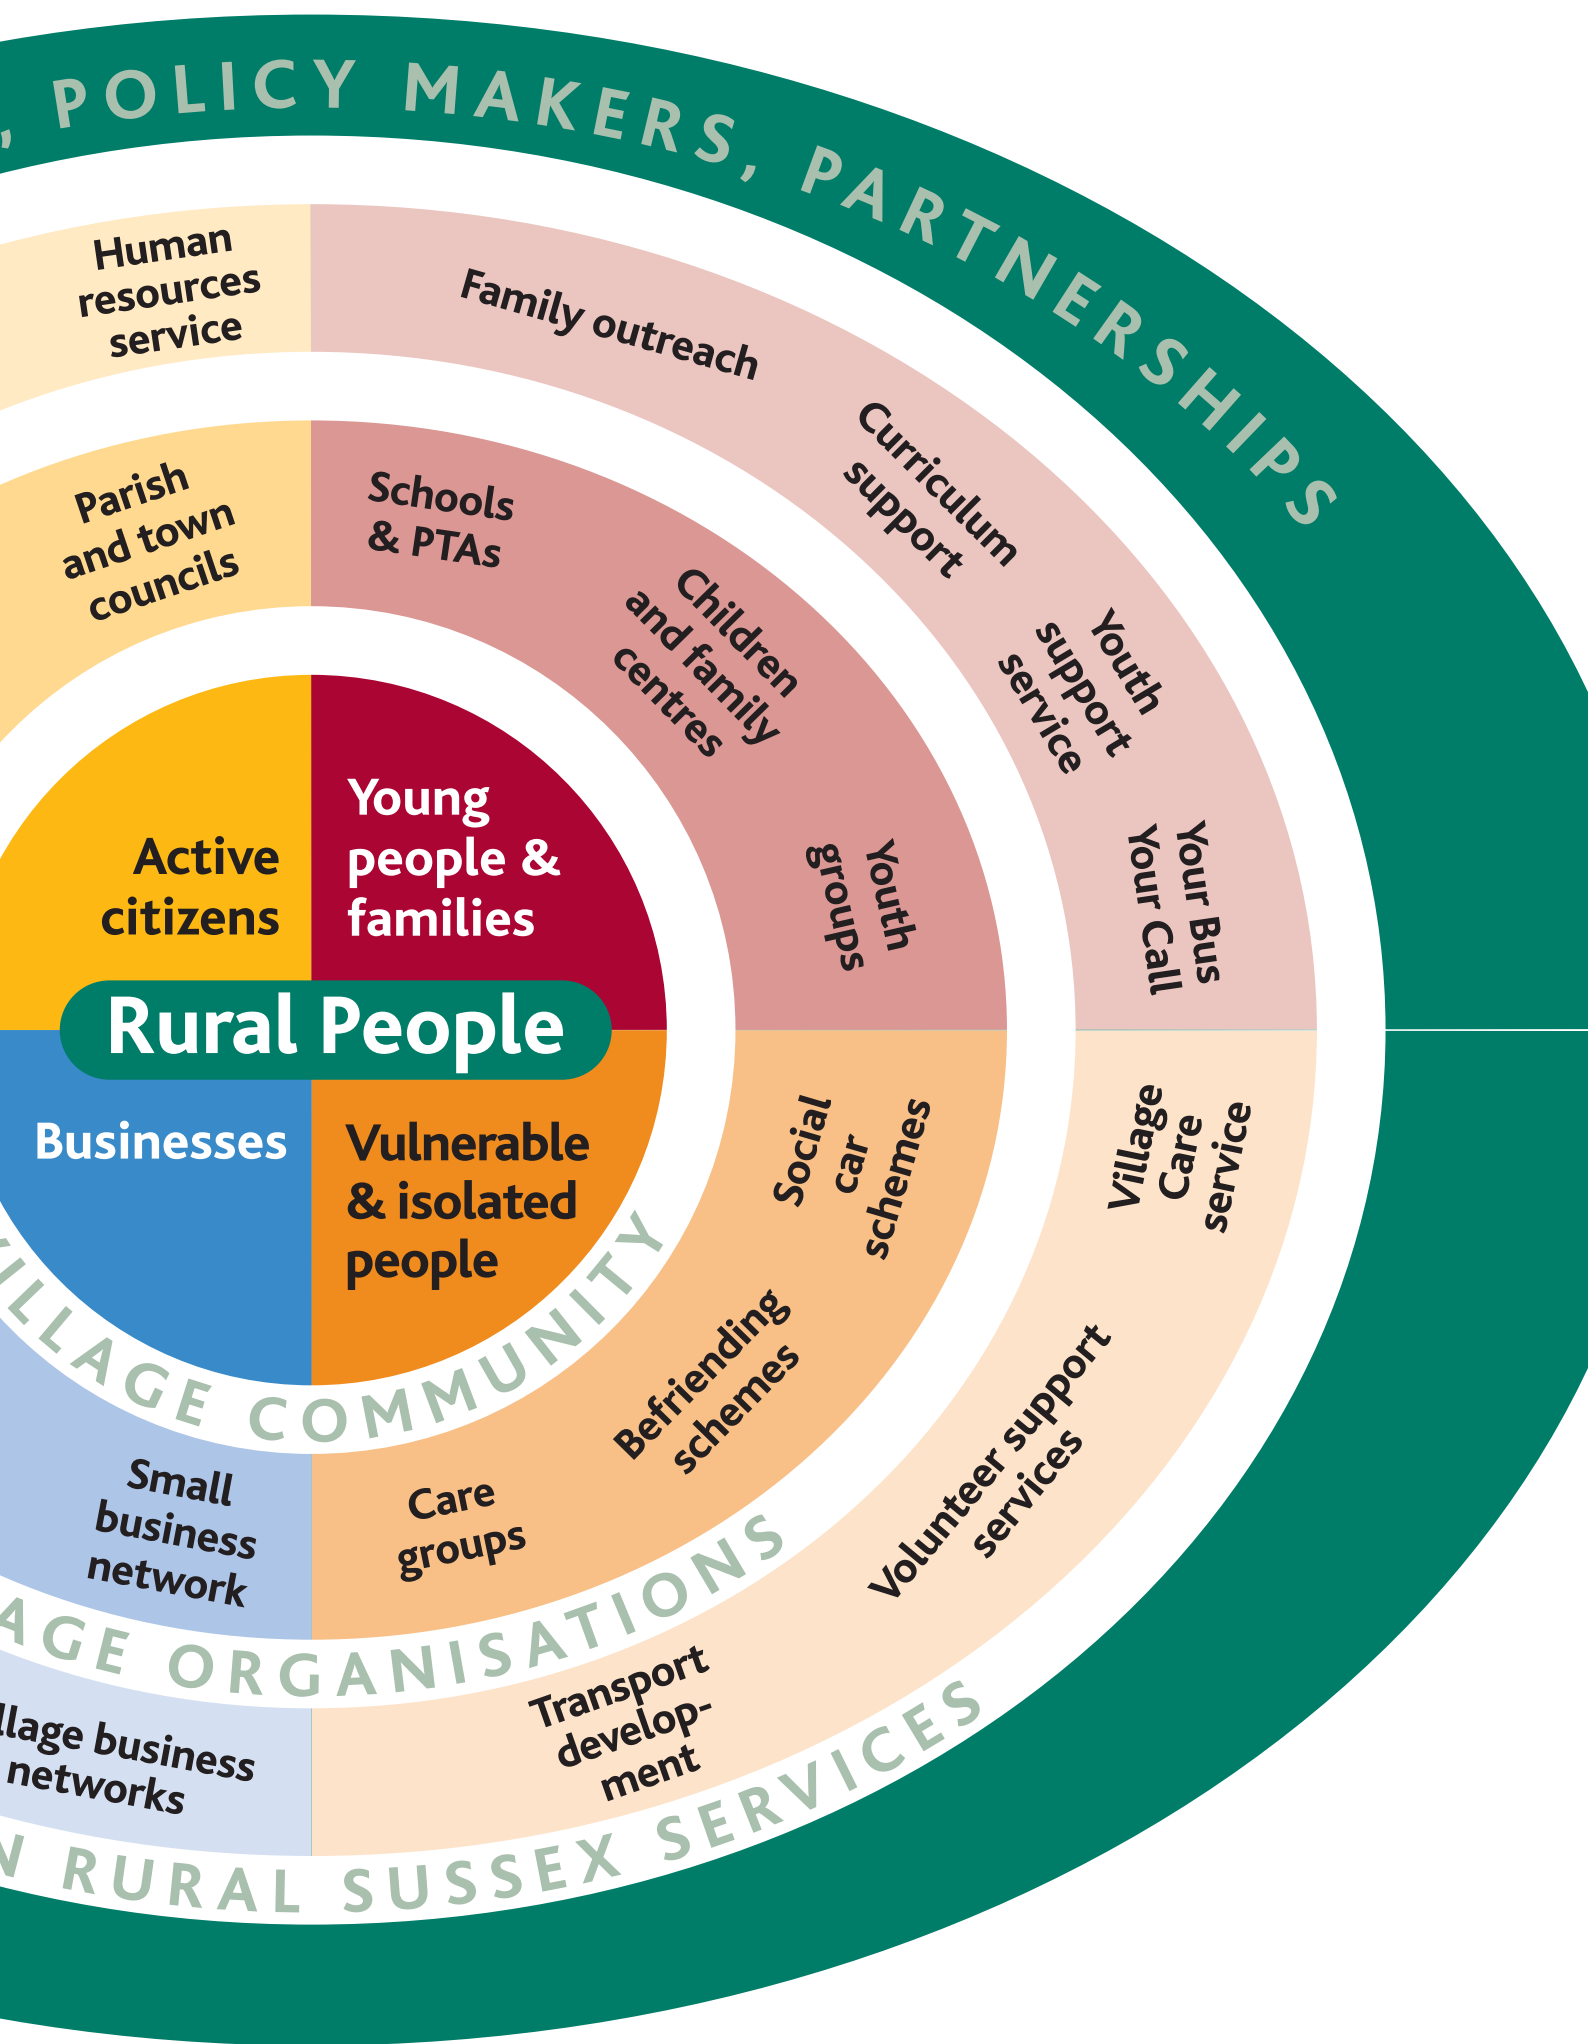 , POLICY MAKERS, PARTNERSHIPS
Human
resources
service
Family outreach
Curriculum
support
Youth
support
service
Your Bus
Your Call
Parish
and town
councils
Schools
& PTAs
Children
and family
centres
Youth
groups
Active
citizens
Young
people &
families
Rural People
Businesses
Vulnerable
& isolated
people
VILLAGE COMMUNITY
Social
car
schemes
Befriending
schemes
Care
groups
Small
business
network
AGE ORGANISATIONS
Village
Care
service
Volunteer support
services
Transport
develop-
ment
llage business
networks
N RURAL SUSSEX SERVICES